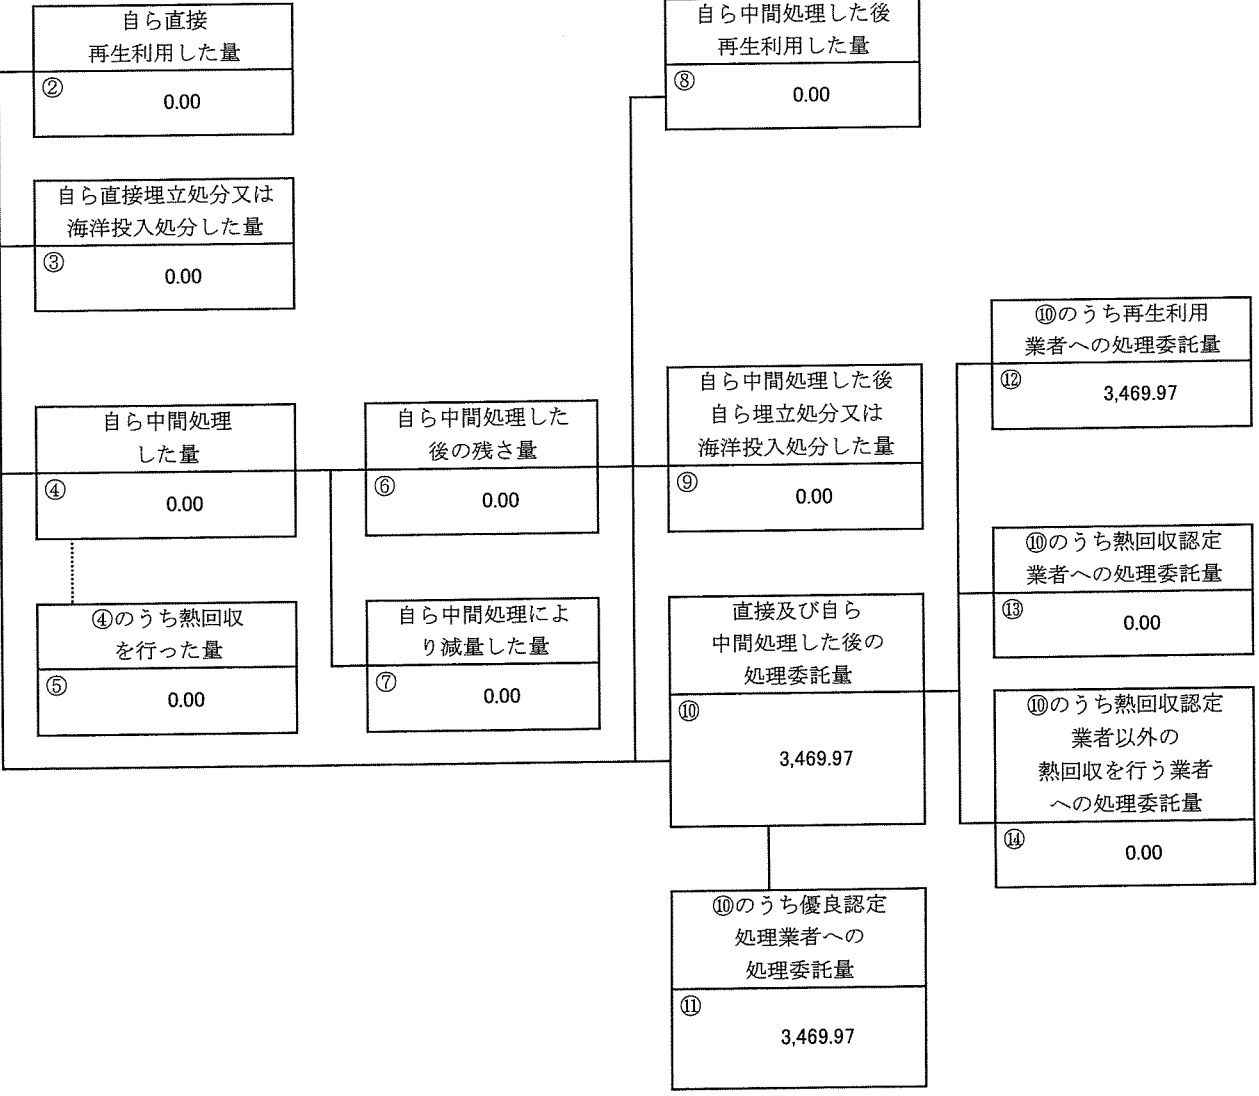 自ら直接
再生利用した量
②
0.00
自ら直接埋立処分又は
海洋投入処分した量
③
0.00
自ら中間処理
した量
④
0.00
④のうち熱回収
を行った量
⑤
0.00
自ら中間処理した
後の残さ量
⑥
0.00
自ら中間処理によ
り減量した量
⑦
0.00
自ら中間処理した後
再生利用した量
⑧
0.00
自ら中間処理した後
自ら埋立処分又は
海洋投入処分した量
⑨
0.00
直接及び自ら
中間処理した後の
処理委託量
⑩
3,469.97
⑩のうち優良認定
処理業者への
処理委託量
⑪
3,469.97
⑩のうち再生利用
業者への処理委託量
⑫
3,469.97
⑩のうち熱回収認定
業者への処理委託量
⑬
0.00
⑩のうち熱回収認定
業者以外の
熱回収を行う業者
への処理委託量
⑭
0.00